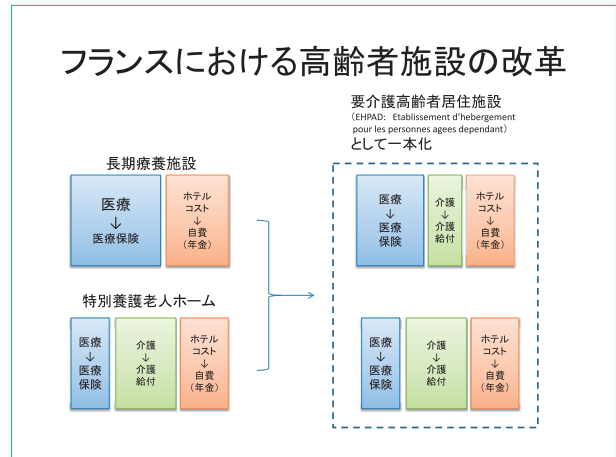 フランスにおける高齢者施設の改革
要介護高齢者居住施設
(EHPAD: Etablissement d'hebergement
pour les personnes agees dependant)
として一本化
長期療養施設
医療
↓
医療保険
ホテル
コスト
↓
自費
(年金)
医療
↓
医療
保険
介護
↓
介護
給付
ホテル
コスト
↓
自費
(年金)
特別養護老人ホーム
医療
↓
医療
保険
介護
↓
介護
給付
ホテル
コスト
↓
自費
(年金)
医療
↓
医療
保険
介護
↓
介護
給付
ホテル
コスト
↓
自費
(年金)